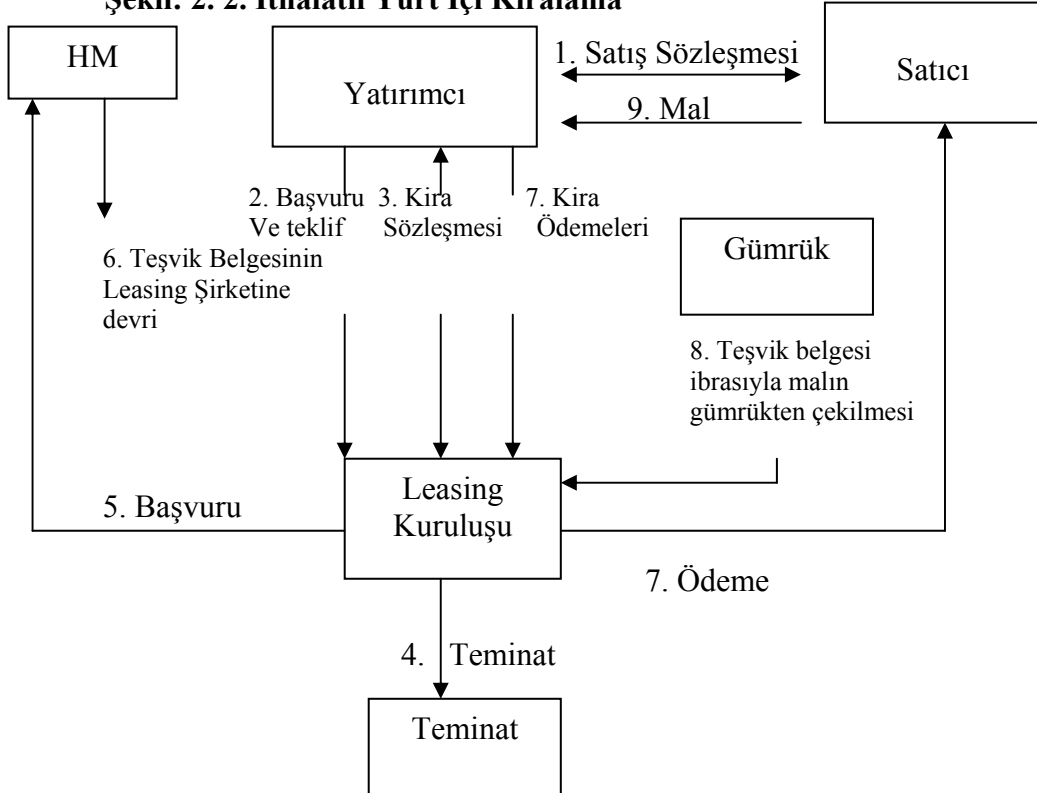 Şekil: 2. 2. İthalatlı Yurt İçi Kiralama
HM
Yatırımcı
1. Satış Sözleşmesi
9. Mal
Satıcı
2. Başvuru
Ve teklif
3. Kira
Sözleşmesi
7. Kira
Ödemeleri
6. Teşvik Belgesinin
Leasing Şirketine
devri
Gümrük
8. Teşvik belgesi
ibrasıyla malın
gümrükten çekilmesi
5. Başvuru
Leasing
Kuruluşu
7. Ödeme
4. Teminat
Teminat